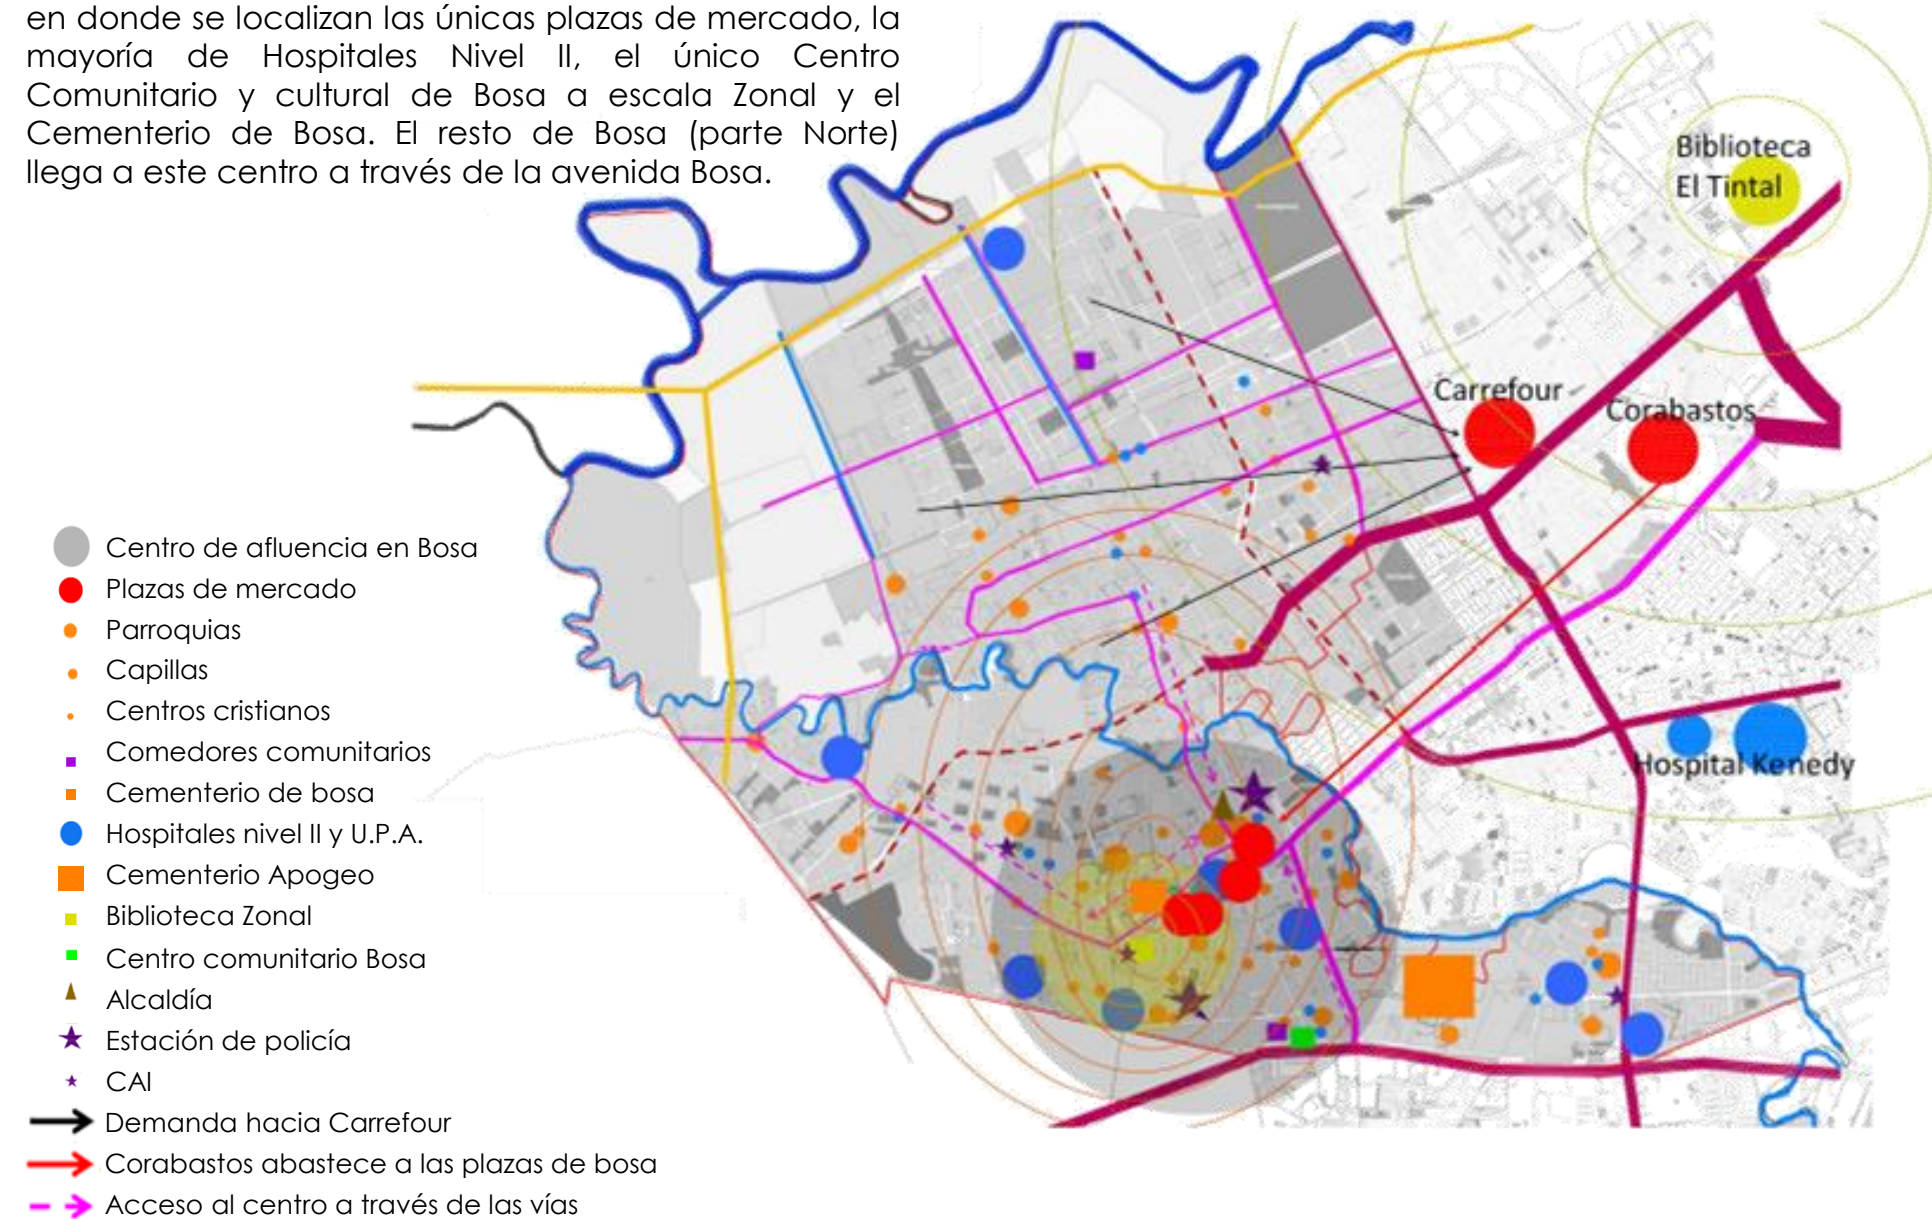 en donde se localizan las únicas plazas de mercado, la
mayoría de Hospitales Nivel II, el único Centro
Comunitario y cultural de Bosa a escala Zonal y el
Cementerio de Bosa. El resto de Bosa (parte Norte)
llega a este centro a través de la avenida Bosa.
Biblioteca
El Tintal
Carrefour
Corabastos
Hospital Kenedy
Centro de afluencia en Bosa
Plazas de mercado
Parroquias
Capillas
Centros cristianos
Comedores comunitarios
Cementerio de bosa
Hospitales nivel II y U.P.A.
Cementerio Apogeo
Biblioteca Zonal
Centro comunitario Bosa
Alcaldía
Estación de policía
CAI
Demanda hacia Carrefour
Corabastos abastece a las plazas de bosa
Acceso al centro a través de las vías